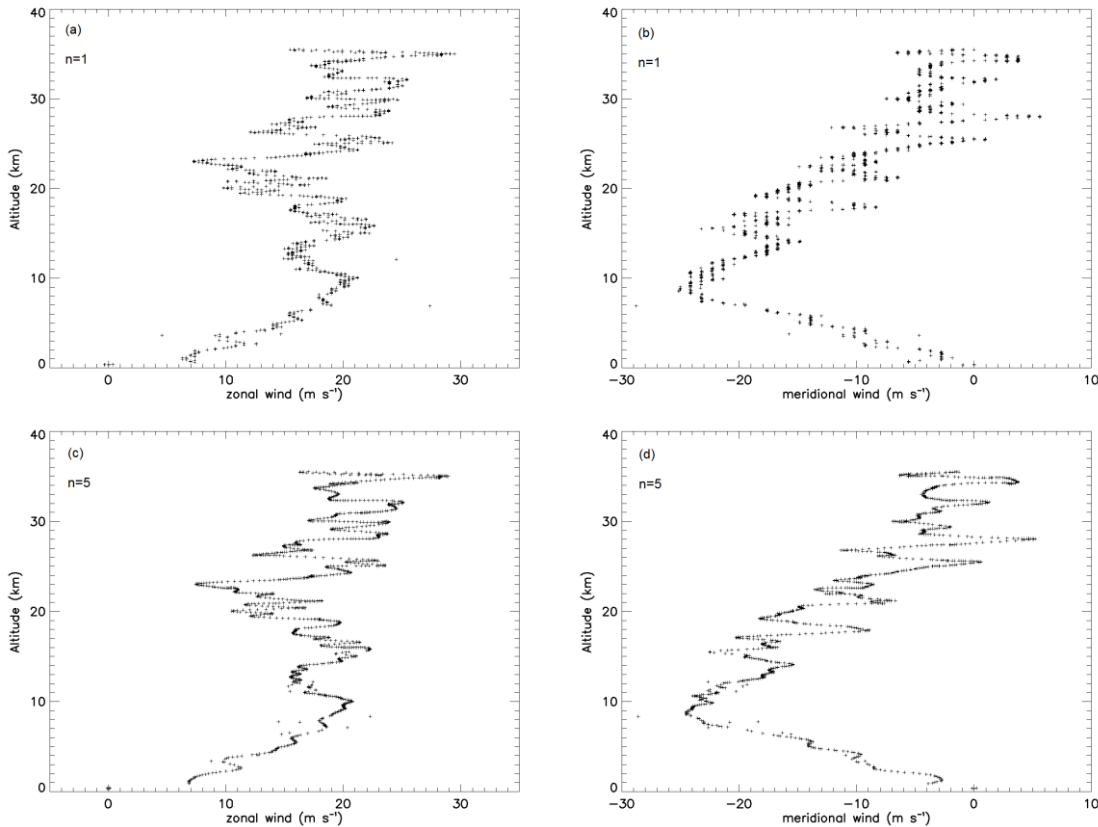 (a)
n=1
40
30
20
10
0
Altitude (km)
0 10 20 30
zonal wind (m s⁻¹)
(b)
n=1
40
30
20
10
0
Altitude (km)
−30 −20 −10 0 10
meridional wind (m s⁻¹)
(c)
n=5
40
30
20
10
0
Altitude (km)
0 10 20 30
zonal wind (m s⁻¹)
(d)
n=5
40
30
20
10
0
Altitude (km)
−30 −20 −10 0 10
meridional wind (m s⁻¹)